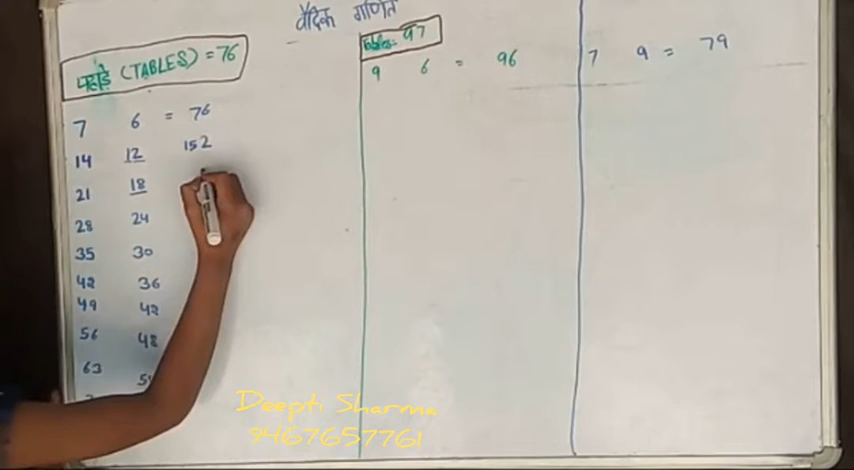 वैदिक गणित
पहाड़े (TABLES) = 76
7 6 = 76
14 12 152
21 18
28 24
35 30
42 36
49 42
56 48
63
Tables = 97
9 6 = 96
7 9 = 79
Deepti Sharma
9467657761